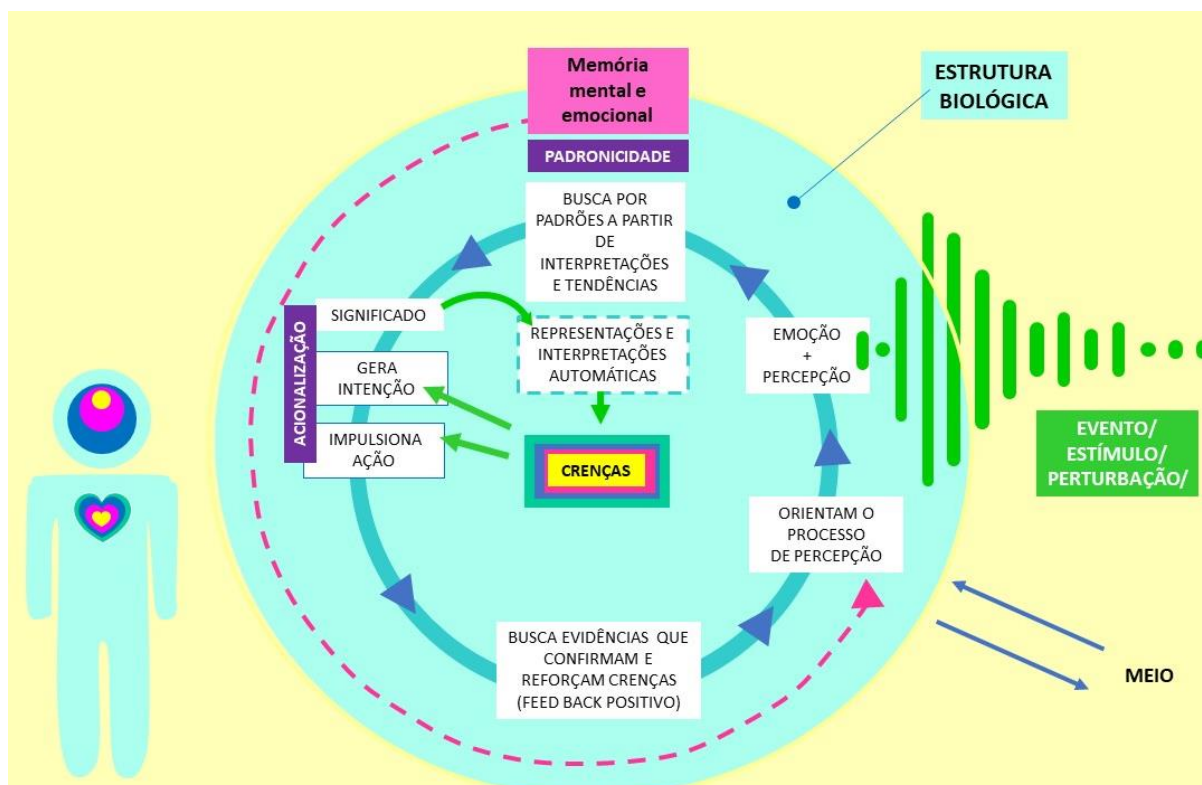 Memória
mental e
emocional
PADRONICIDADE
ESTRUTURA
BIOLÓGICA
BUSCA POR
PADRÕES A PARTIR
DE
INTERPRETAÇÕES
E TENDÊNCIAS
ACIONALIZAÇÃO
SIGNIFICADO
GERA
INTENÇÃO
IMPULSIONA
AÇÃO
REPRESENTAÇÕES E
INTERPRETAÇÕES
AUTOMÁTICAS
CRENÇAS
EMOÇÃO
+
PERCEPÇÃO
EVENTO/
ESTÍMULO/
PERTURBAÇÃO/
ORIENTAM O
PROCESSO
DE PERCEPÇÃO
BUSCA EVIDÊNCIAS QUE
CONFIRMAM E
REFORÇAM CRENÇAS
(FEED BACK POSITIVO)
MEIO